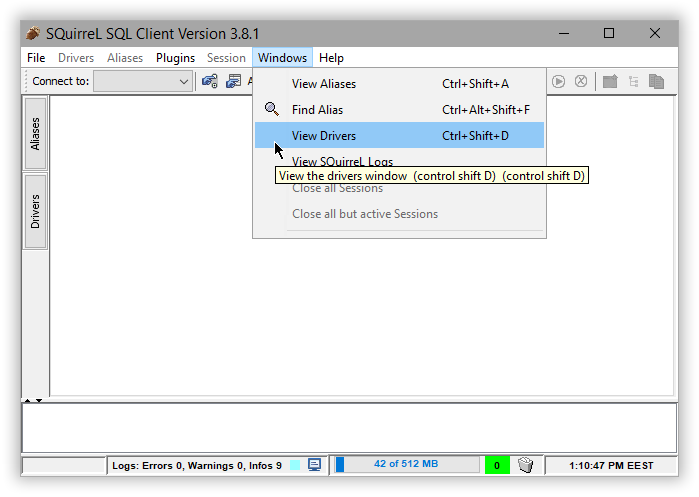 SQuirreL SQL Client Version 3.8.1
File Drivers Aliases Plugins Session Windows Help
Connect to:
View Aliases Ctrl+Shift+A
Find Alias Ctrl+Alt+Shift+F
View Drivers Ctrl+Shift+D
View SQuirreL Logs
View the drivers window (control shift D) (control shift D)
Close all Sessions
Close all but active Sessions
Aliases
Drivers
Logs: Errors 0, Warnings 0, Infos 9 42 of 512 MB 0 1:10:47 PM EEST